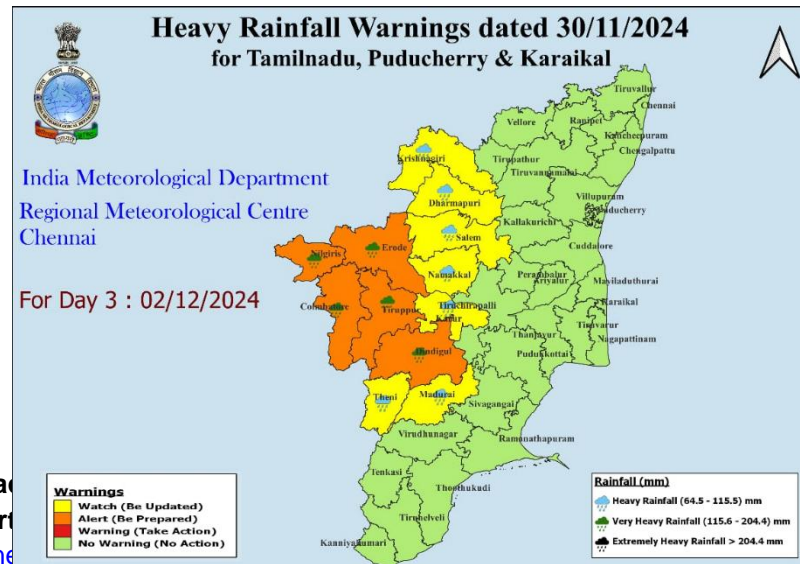 Heavy Rainfall Warnings dated 30/11/2024
for Tamilnadu, Puducherry & Karaikal
India Meteorological Department
Regional Meteorological Centre
Chennai
For Day 3 : 02/12/2024
Tiruvallur
Chennai
Vellore
Ranipet
Kancheepuram
Chengalpattu
Krishnagiri
Tirupathur
Tiruvannamalai
Dharmapuri
Villupuram
Puducherry
Kallakurichi
Salem
Erode
Nilgiris
Cuddalore
Namakkal
Perambalur
Ariyalur
Mayiladuthurai
Coimbatore
Tiruppur
Tiruchirapalli
Karur
Karaikal
Thanjavur
Tiruvarur
Nagapattinam
Pudukkottai
Dindigul
Theni
Madurai
Sivagangai
Virudhunagar
Ramanathapuram
Tenkasi
Thoothukudi
Tirunelveli
Kanniyakumari
Warnings
Watch (Be Updated)
Alert (Be Prepared)
Warning (Take Action)
No Warning (No Action)
Rainfall (mm)
Heavy Rainfall (64.5 - 115.5) mm
Very Heavy Rainfall (115.6 - 204.4) mm
Extremely Heavy Rainfall > 204.4 mm